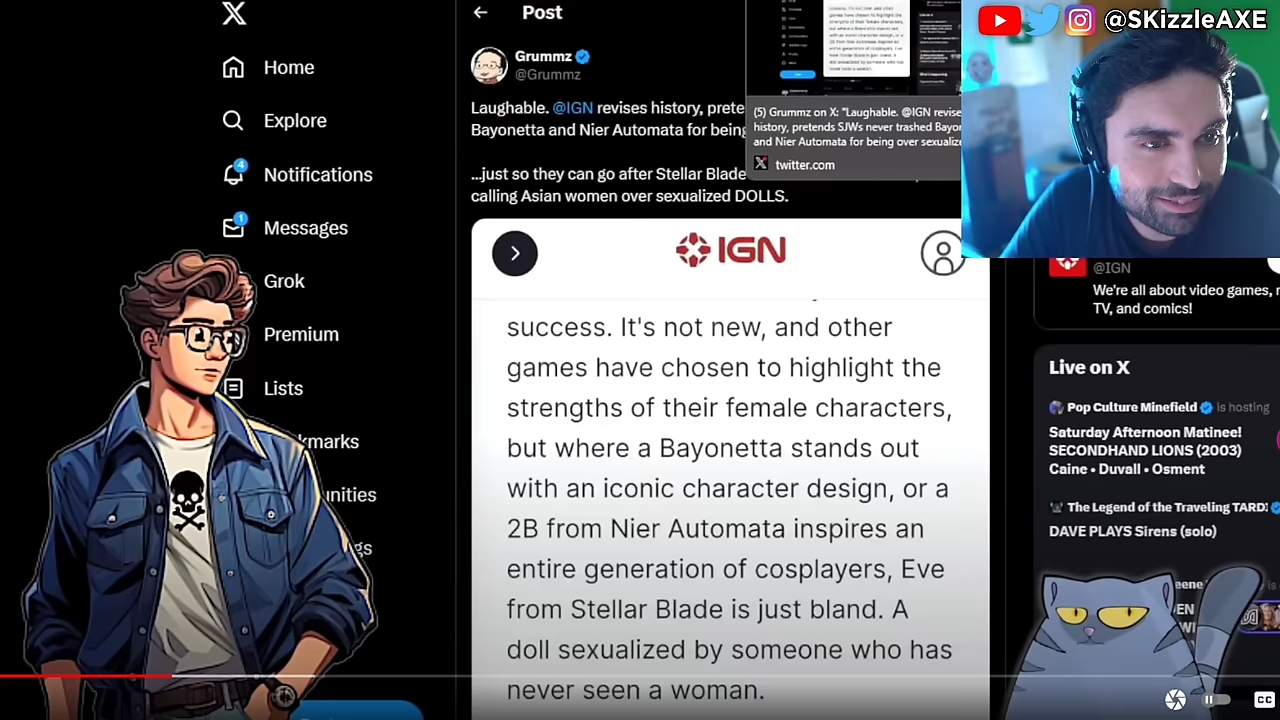 @SKizzleAXE
Post
Home
Explore
4
Notifications
1
Messages
Grok
Premium
Lists
kmarks
unities
gs
Grummz
@Grummz
Laughable. @IGN revises history, prete
Bayonetta and Nier Automata for being
...just so they can go after Stellar Blade
calling Asian women over sexualized DOLLS.
(5) Grummz on X: "Laughable. @IGN revise
history, pretends SJWs never trashed Bayo
and Nier Automata for being over sexualize
twitter.com
IGN
success. It's not new, and other
games have chosen to highlight the
strengths of their female characters,
but where a Bayonetta stands out
with an iconic character design, or a
2B from Nier Automata inspires an
entire generation of cosplayers, Eve
from Stellar Blade is just bland. A
doll sexualized by someone who has
never seen a woman.
@IGN
We're all about video games, m
TV, and comics!
Live on X
Pop Culture Minefield is hosting
Saturday Afternoon Matinee!
SECONDHAND LIONS (2003)
Caine • Duvall • Osment
The Legend of the Traveling TARD:
DAVE PLAYS Sirens (solo)
CC